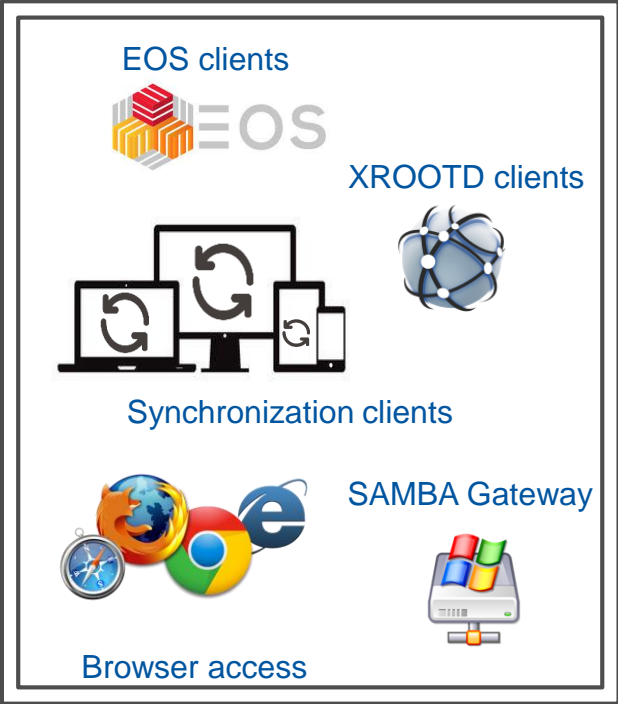 EOS clients
EOS
XROOTD clients
Synchronization clients
SAMBA Gateway
Browser access